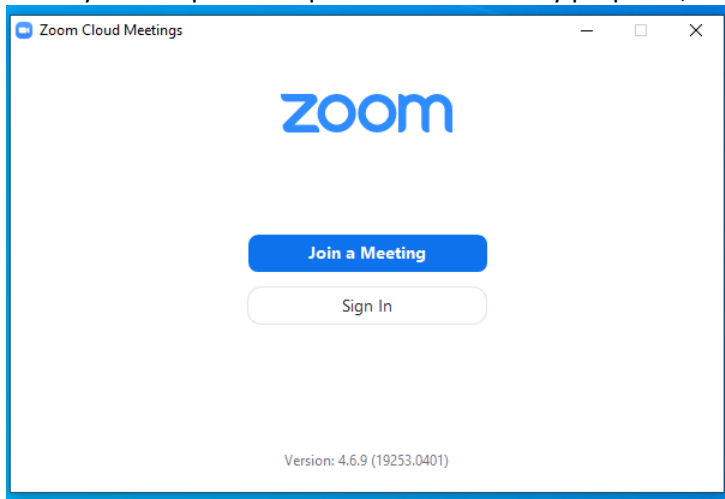 Zoom Cloud Meetings
zoom
Join a Meeting
Sign In
Version: 4.6.9 (19253.0401)